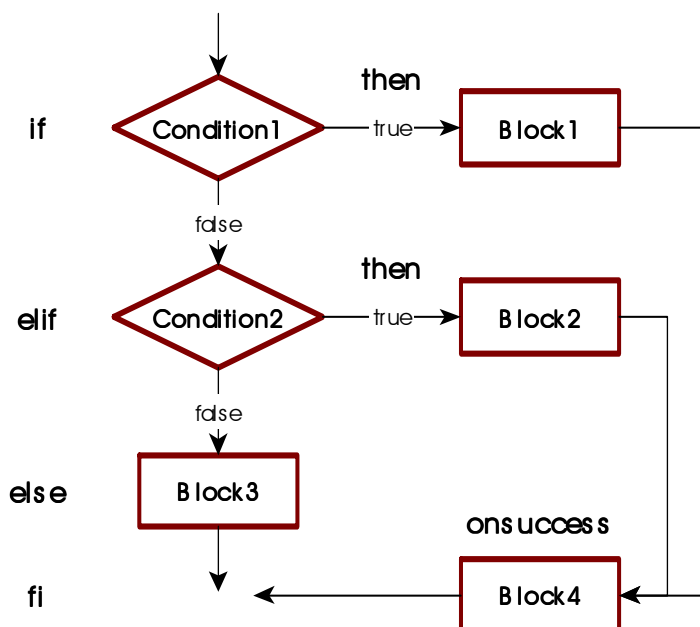 then
if
Condition1
true
Block1
false
then
elif
Condition2
true
Block2
false
else
Block3
onsuccess
fi
Block4